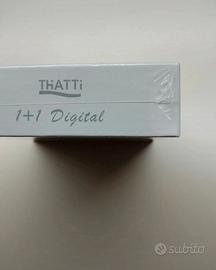 THATTi
1+1 Digital
subito